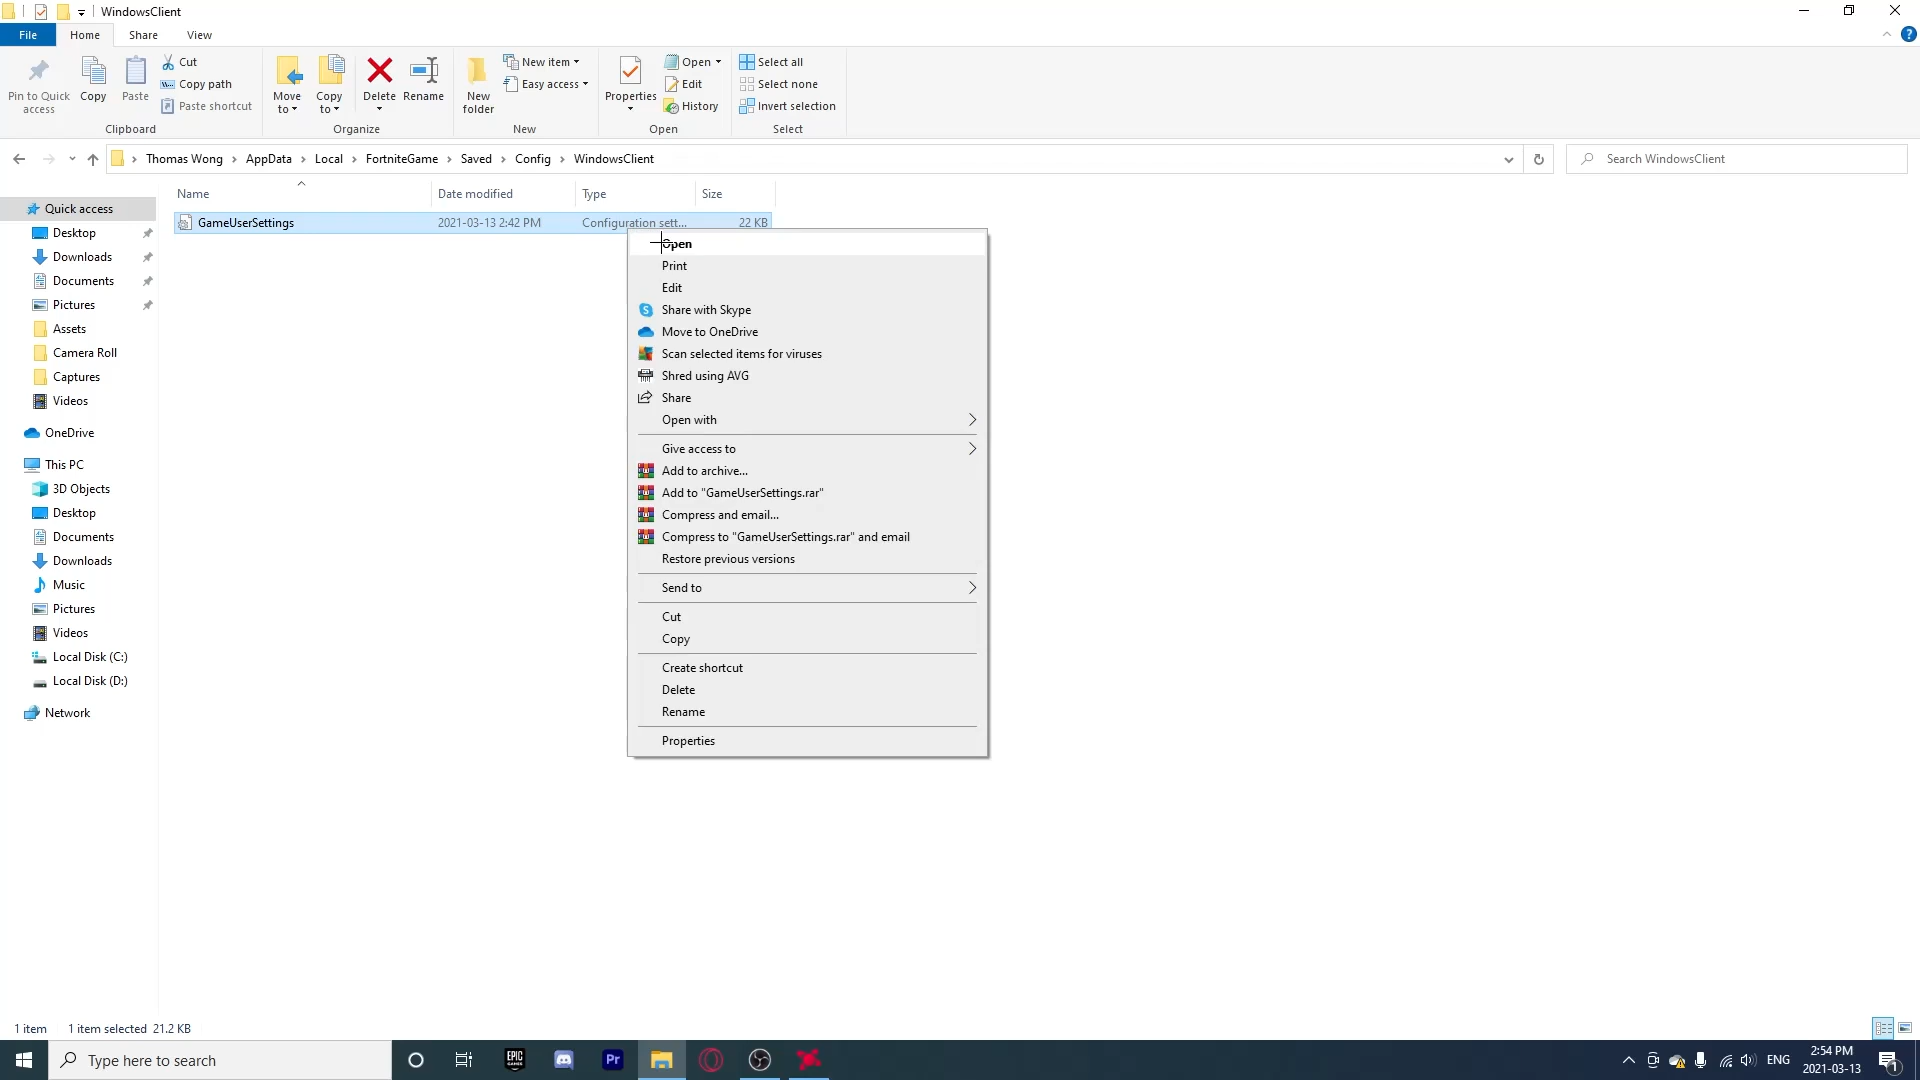 WindowsClient
File Home Share View
Pin to Quick access
Copy
Paste
Cut
Copy path
Paste shortcut
Clipboard
Move to
Copy to
Delete
Rename
Organize
New folder
New item
Easy access
New
Properties
Open
Edit
History
Open
Select all
Select none
Invert selection
Select
Thomas Wong > AppData > Local > FortniteGame > Saved > Config > WindowsClient
Search WindowsClient
Name Date modified Type Size
GameUserSettings 2021-03-13 2:42 PM Configuration sett... 22 KB
Quick access
Desktop
Downloads
Documents
Pictures
Assets
Camera Roll
Captures
Videos
OneDrive
This PC
3D Objects
Desktop
Documents
Downloads
Music
Pictures
Videos
Local Disk (C:)
Local Disk (D:)
Network
Open
Print
Edit
Share with Skype
Move to OneDrive
Scan selected items for viruses
Shred using AVG
Share
Open with
Give access to
Add to archive...
Add to "GameUserSettings.rar"
Compress and email...
Compress to "GameUserSettings.rar" and email
Restore previous versions
Send to
Cut
Copy
Create shortcut
Delete
Rename
Properties
1 item 1 item selected 21.2 KB
Type here to search
EPIC GAMES
Pr
ENG
2:54 PM
2021-03-13
1